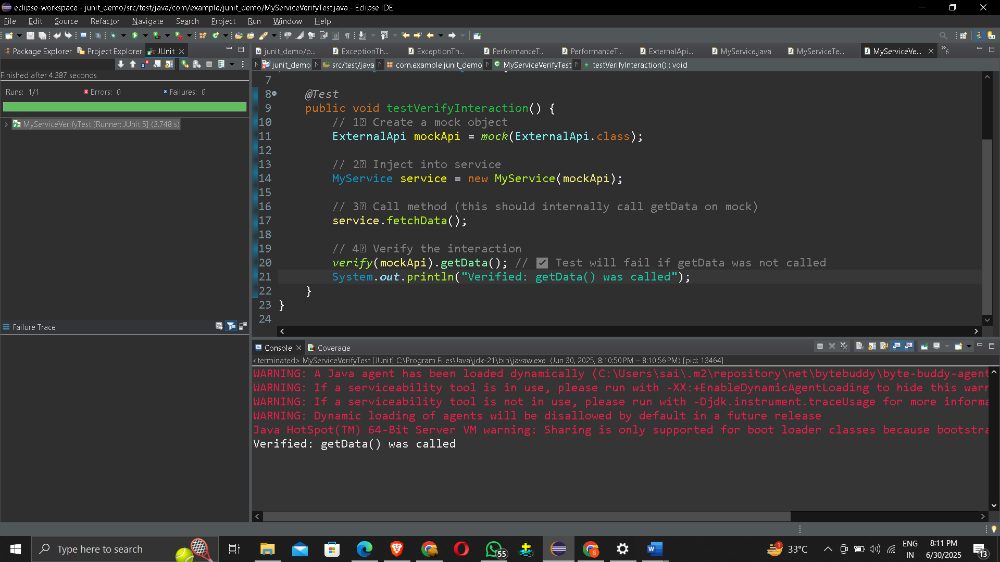 eclipse-workspace - junit_demo/src/test/java/com/example/junit_demo/MyServiceVerifyTest.java - Eclipse IDE
File Edit Source Refactor Navigate Search Project Run Window Help
Package Explorer Project Explorer JUnit
Finished after 4.387 seconds
Runs: 1/1 Errors: 0 Failures: 0
MyServiceVerifyTest [Runner: JUnit 5] (3.748 s)
Failure Trace
junit_demo/p... ExceptionTh... ExceptionTh... PerformanceT... PerformanceT... ExternalApi... MyService.java MyServiceTe... MyServiceVe... »6
junit_demo src/test/java com.example.junit_demo MyServiceVerifyTest testVerifyInteraction() : void
7
8 @Test
9 public void testVerifyInteraction() {
10 // 1 Create a mock object
11 ExternalApi mockApi = mock(ExternalApi.class);
12
13 // 2 Inject into service
14 MyService service = new MyService(mockApi);
15
16 // 3 Call method (this should internally call getData on mock)
17 service.fetchData();
18
19 // 4 Verify the interaction
20 verify(mockApi).getData(); // ✅ Test will fail if getData was not called
21 System.out.println("Verified: getData() was called");
22 }
23 }
24
Console Coverage
<terminated> MyServiceVerifyTest [JUnit] C:\Program Files\Java\jdk-21\bin\javaw.exe (Jun 30, 2025, 8:10:50 PM – 8:10:56 PM) [pid: 13464]
WARNING: A Java agent has been loaded dynamically (C:\Users\sai\.m2\repository\net\bytebuddy\byte-buddy-agent
WARNING: If a serviceability tool is in use, please run with -XX:+EnableDynamicAgentLoading to hide this warn
WARNING: If a serviceability tool is not in use, please run with -Djdk.instrument.traceUsage for more informa
WARNING: Dynamic loading of agents will be disallowed by default in a future release
Java HotSpot(TM) 64-Bit Server VM warning: Sharing is only supported for boot loader classes because bootstra
Verified: getData() was called
Type here to search
55
1
33°C
ENG
IN
8:11 PM
6/30/2025
13